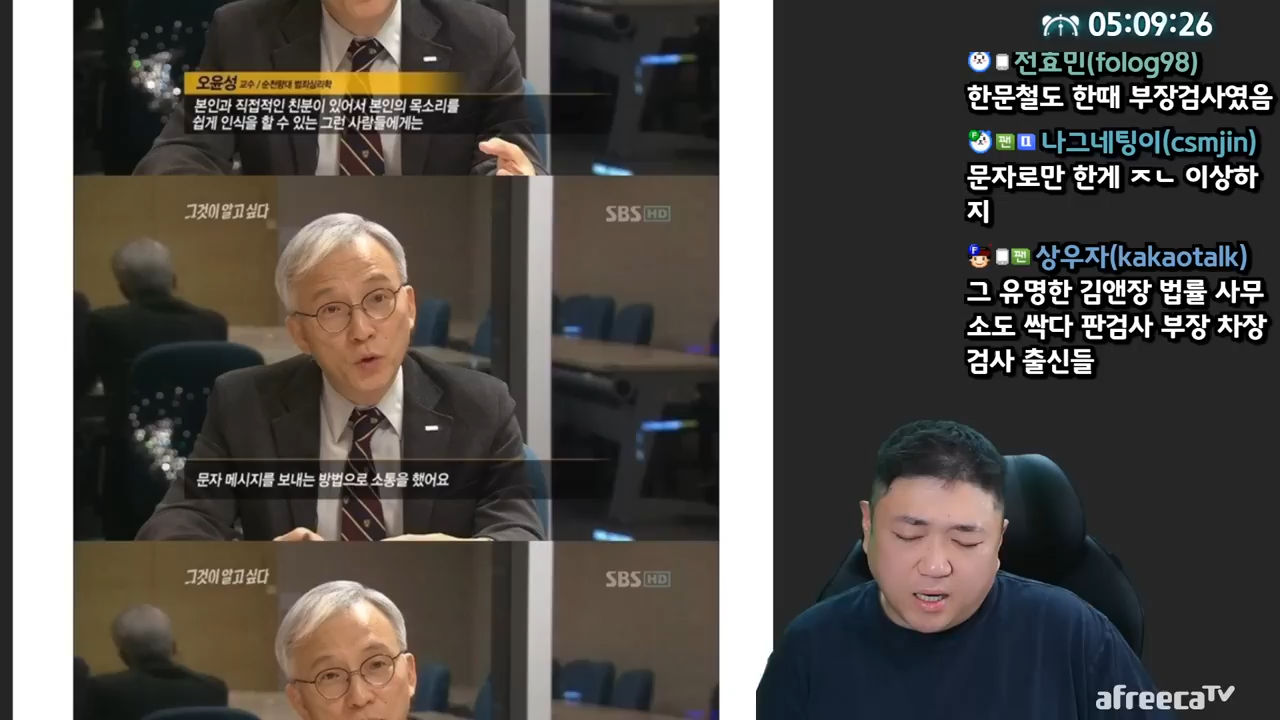 오윤성 교수 / 순천향대 범죄심리학
본인과 직접적인 친분이 있어서 본인의 목소리를
쉽게 인식을 할 수 있는 그런 사람들에게는
그것이 알고 싶다
SBS HD
문자 메시지를 보내는 방법으로 소통을 했어요
그것이 알고 싶다
SBS HD
05:09:26
전효민(folog98)
한문철도 한때 부장검사였음
F 팬 나그네팅이(csmjin)
문자로만 한게 ㅈㄴ 이상하
지
F 팬 상우자(kakaotalk)
그 유명한 김앤장 법률 사무
소도 싹다 판검사 부장 차장
검사 출신들
afreecaTV